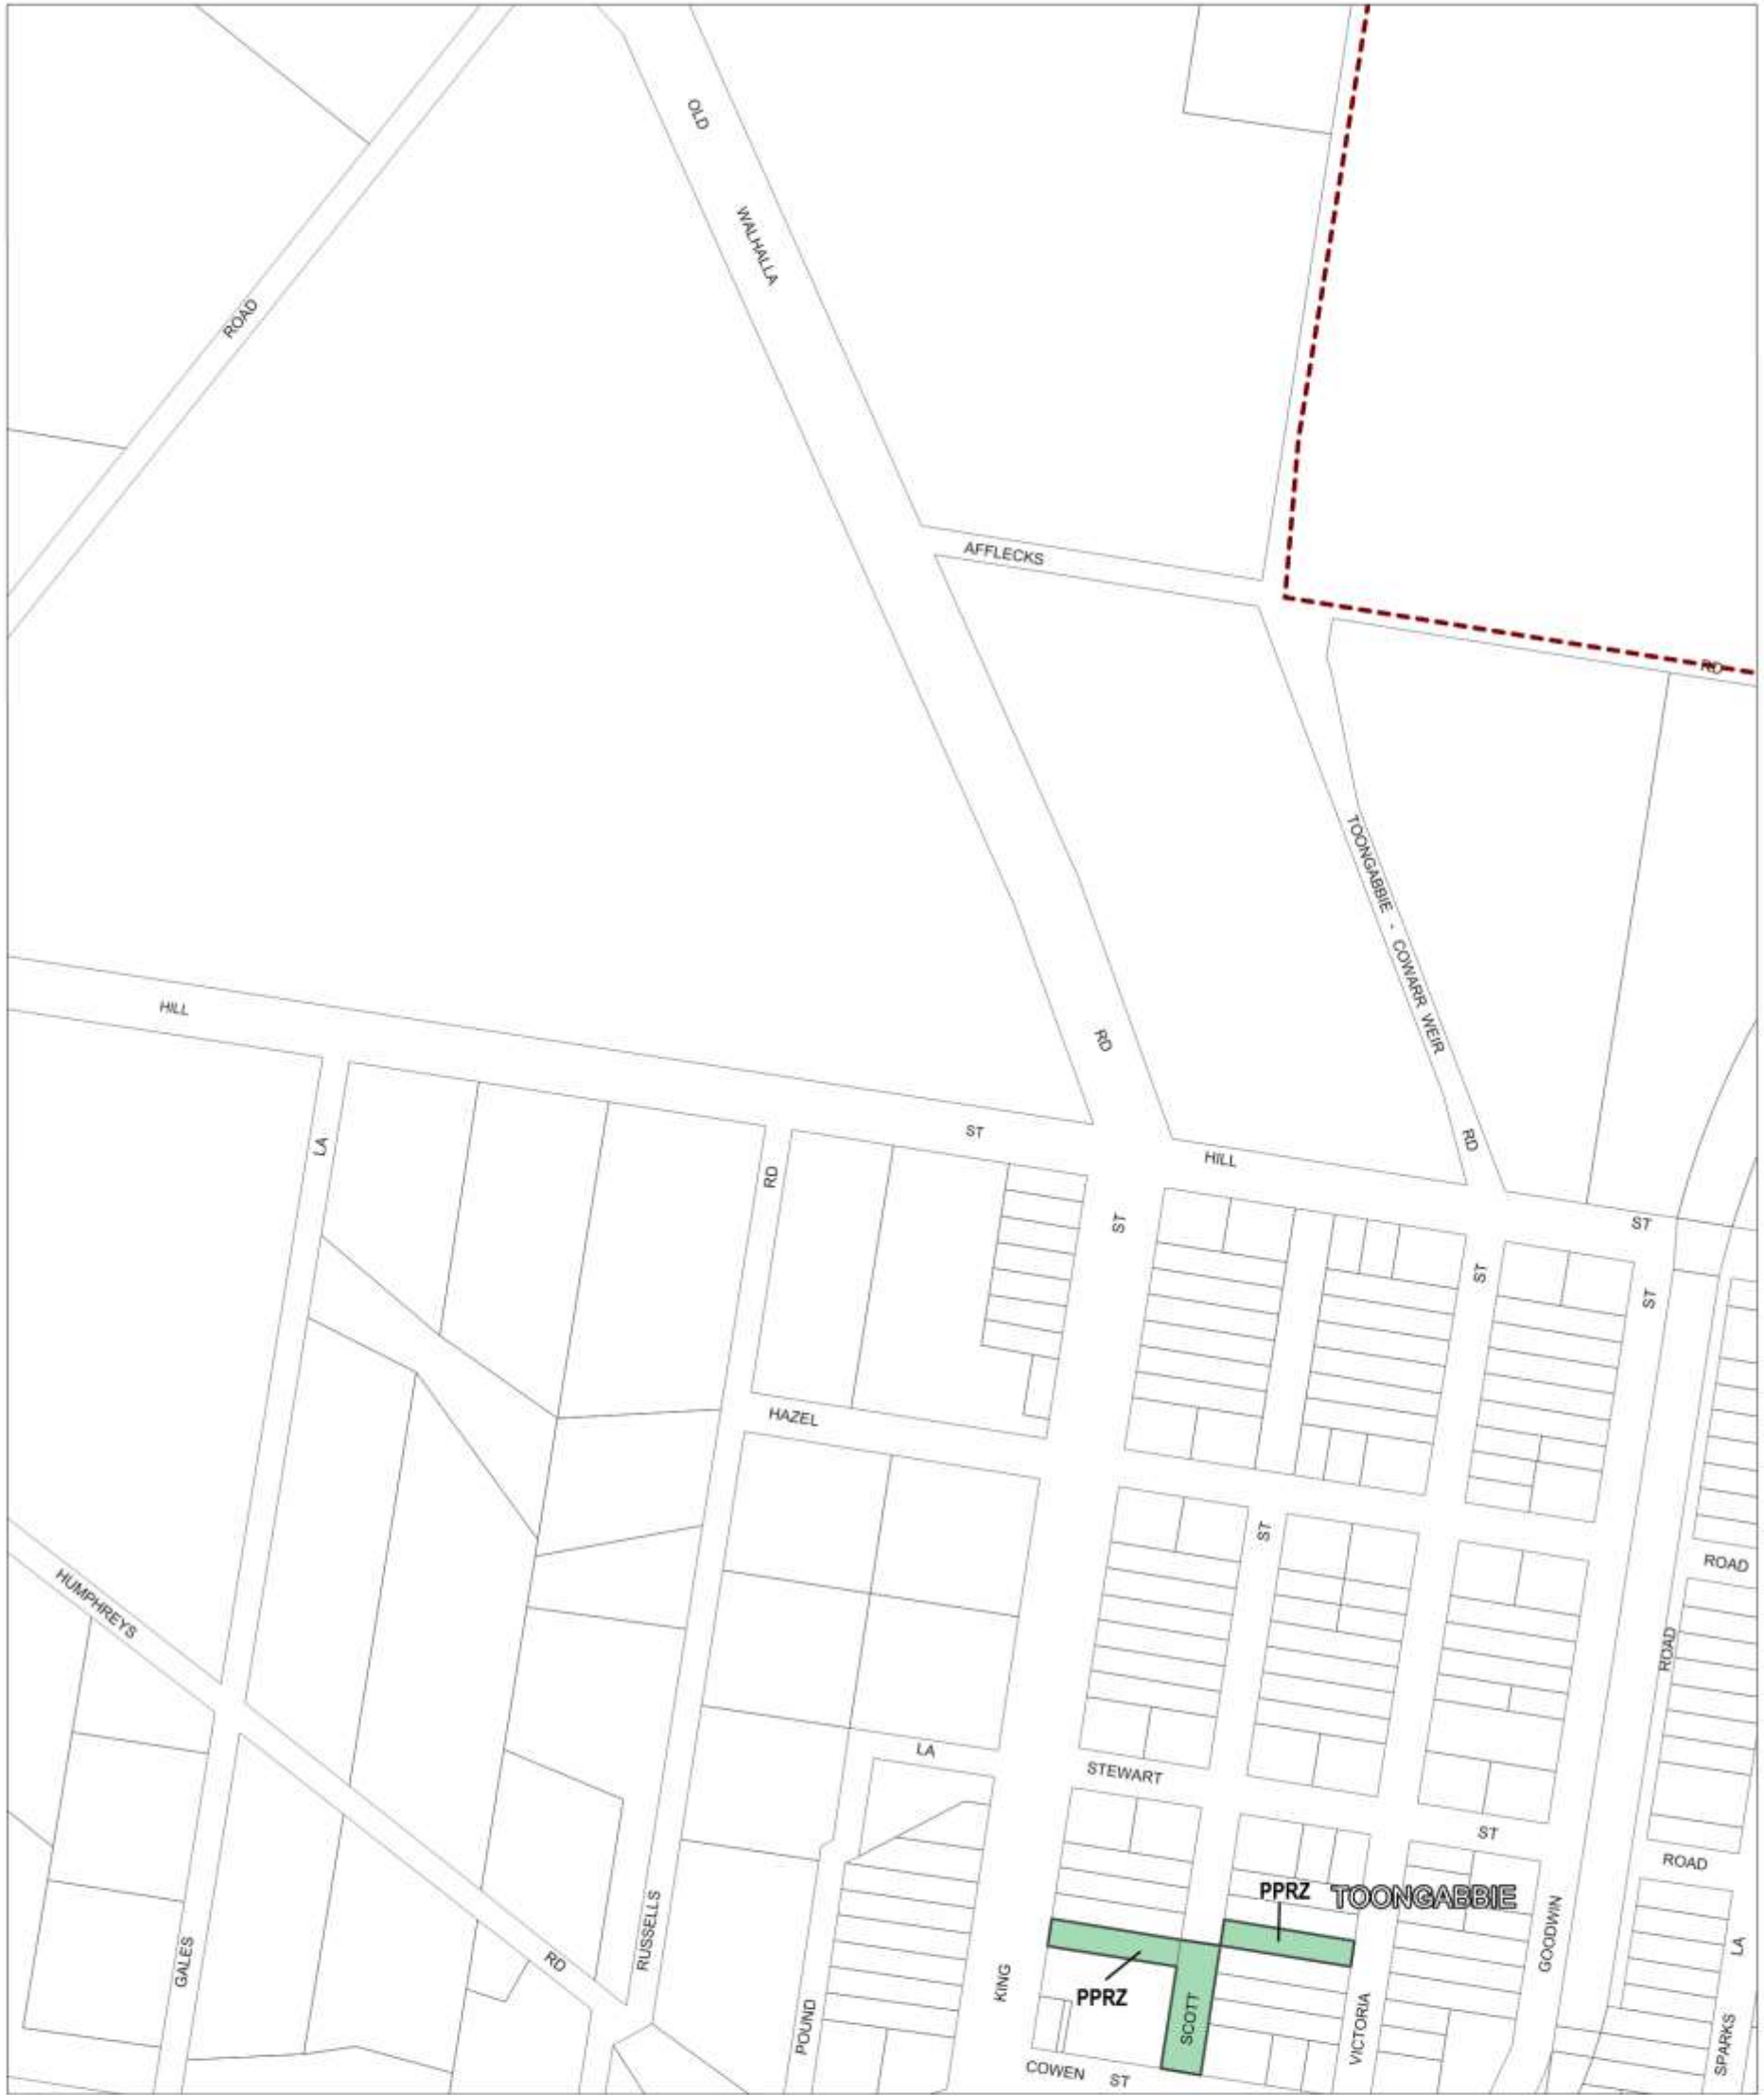 OLD
WALHALLA
ROAD
AFFLECKS
RD
TOONGABBIE - COWARR WEIR
HILL
RD
ST
RD
HILL
LA
RD
ST
ST
ST
ST
HAZEL
ST
ROAD
HUMPHREYS
ROAD
LA
STEWART
ST
ROAD
PPRZ
TOONGABBIE
RUSSELLS
GOODWIN
GALES
RD
LA
KING
PPRZ
SCOTT
POUND
VICTORIA
SPARKS
COWEN ST